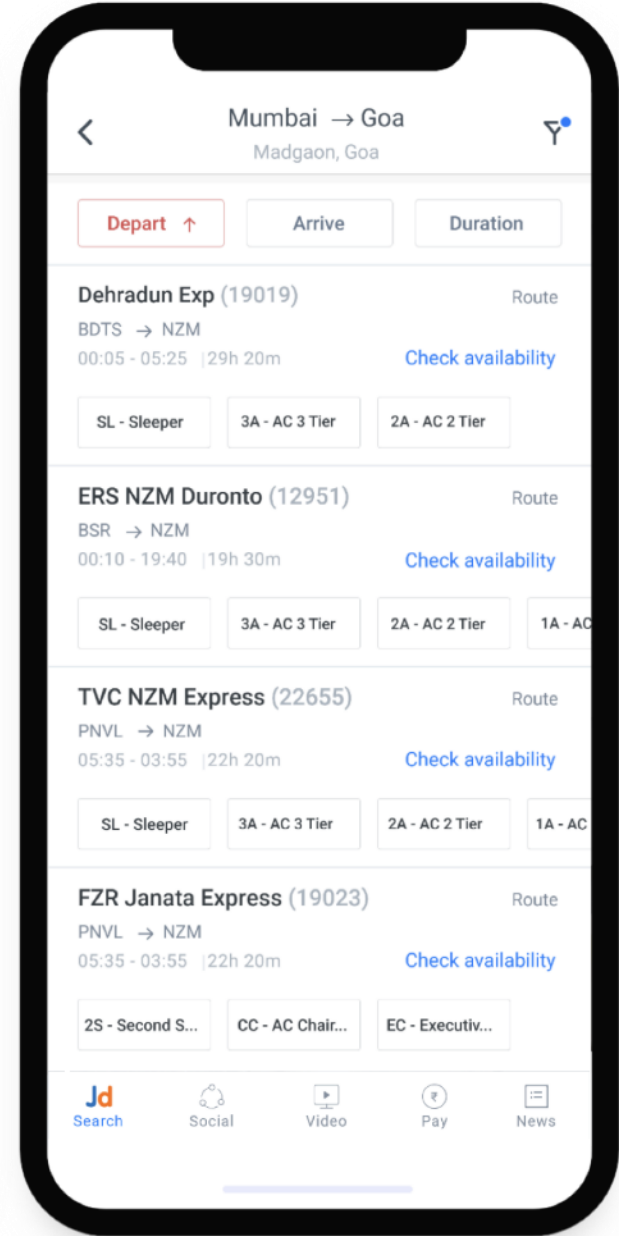 Mumbai → Goa
Madgaon, Goa
Depart ↑ Arrive Duration
Dehradun Exp (19019) Route
BDTS → NZM
00:05 - 05:25 | 29h 20m Check availability
SL - Sleeper 3A - AC 3 Tier 2A - AC 2 Tier
ERS NZM Duronto (12951) Route
BSR → NZM
00:10 - 19:40 | 19h 30m Check availability
SL - Sleeper 3A - AC 3 Tier 2A - AC 2 Tier 1A - AC
TVC NZM Express (22655) Route
PNVL → NZM
05:35 - 03:55 | 22h 20m Check availability
SL - Sleeper 3A - AC 3 Tier 2A - AC 2 Tier 1A - AC
FZR Janata Express (19023) Route
PNVL → NZM
05:35 - 03:55 | 22h 20m Check availability
2S - Second S... CC - AC Chair... EC - Executiv...
Jd
Search Social Video Pay News